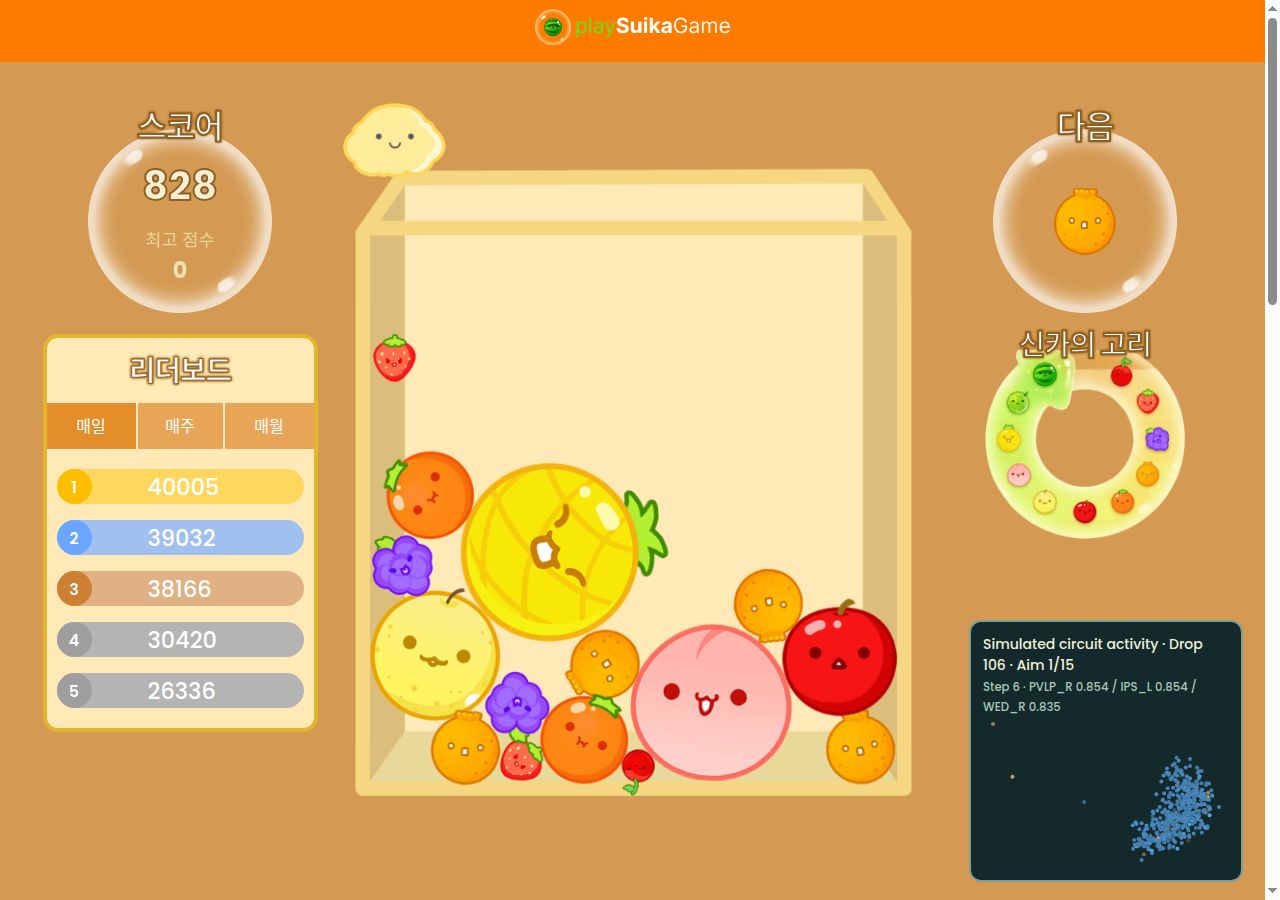 playSuikaGame
스코어
828
최고 점수
0
리더보드
매일 매주 매월
1 40005
2 39032
3 38166
4 30420
5 26336
다음
신카의 고리
Simulated circuit activity · Drop
106 · Aim 1/15
Step 6 · PVLP_R 0.854 / IPS_L 0.854 /
WED_R 0.835